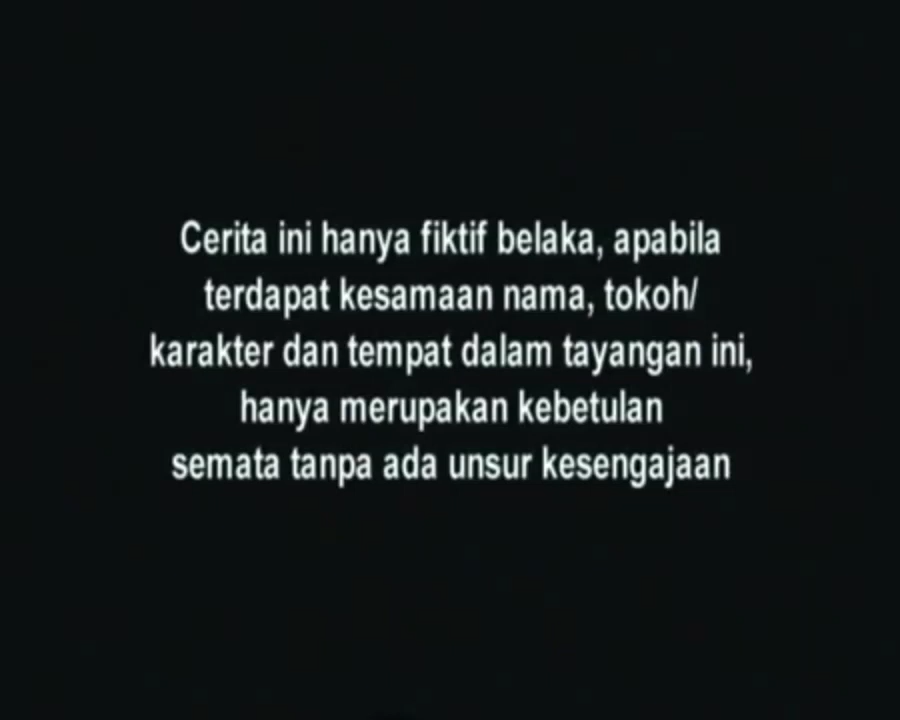 Cerita ini hanya fiktif belaka, apabila
terdapat kesamaan nama, tokoh/
karakter dan tempat dalam tayangan ini,
hanya merupakan kebetulan
semata tanpa ada unsur kesengajaan